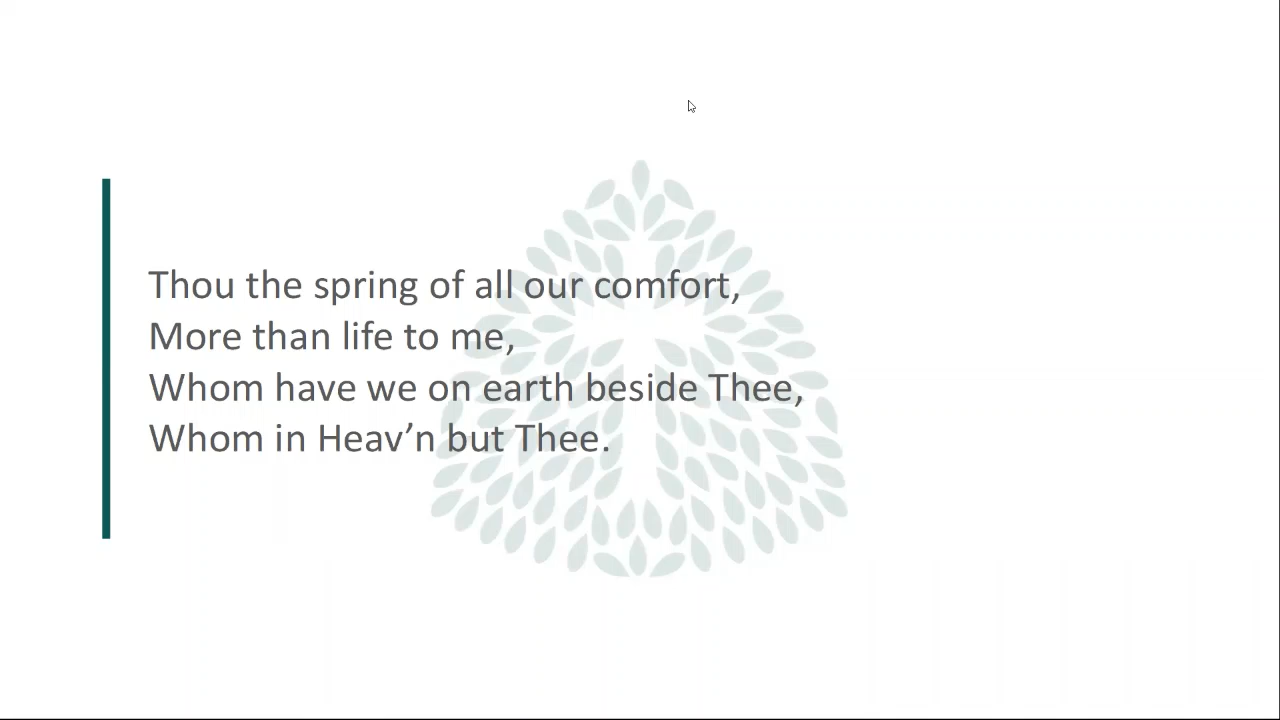 Thou the spring of all our comfort,
More than life to me,
Whom have we on earth beside Thee,
Whom in Heav’n but Thee.